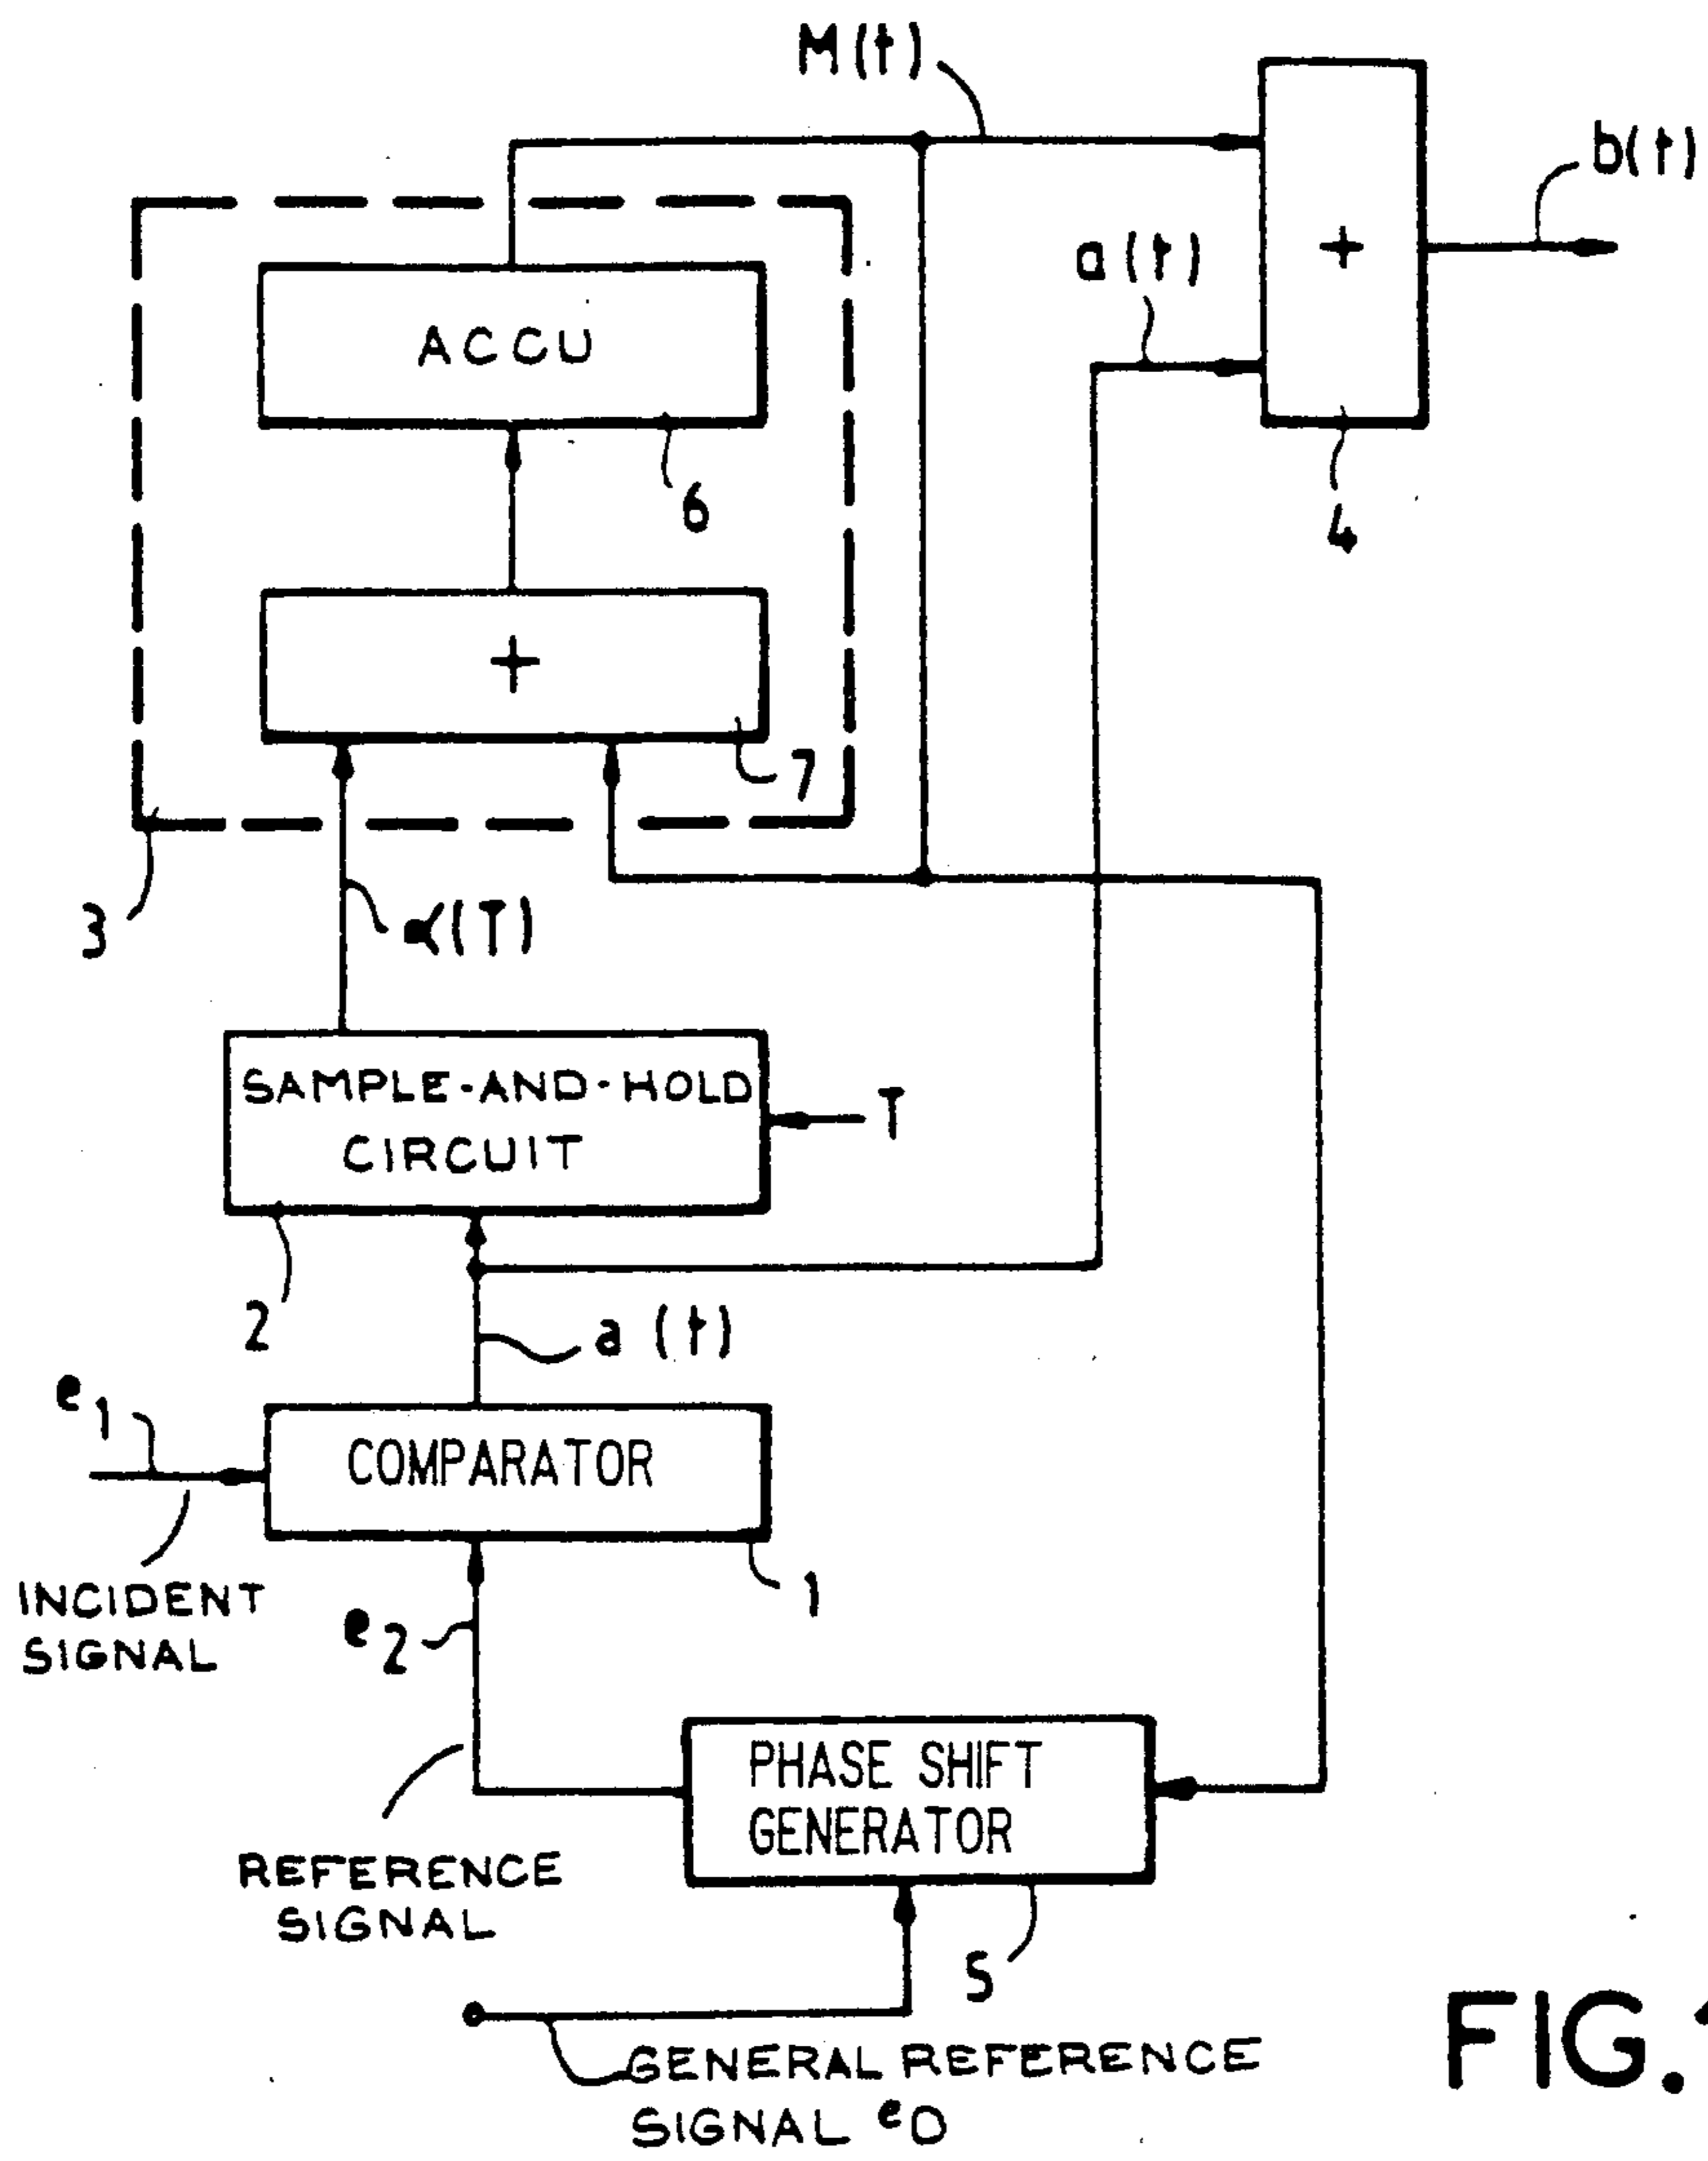 M(t)
b(t)
a(t)
+
ACCU
6
4
+
7
3
α(T)
SAMPLE-AND-HOLD
CIRCUIT
T
2
a(t)
e1
COMPARATOR
1
INCIDENT
SIGNAL
e2
PHASE SHIFT
GENERATOR
REFERENCE
SIGNAL
5
GENERAL REFERENCE
SIGNAL e0
FIG.